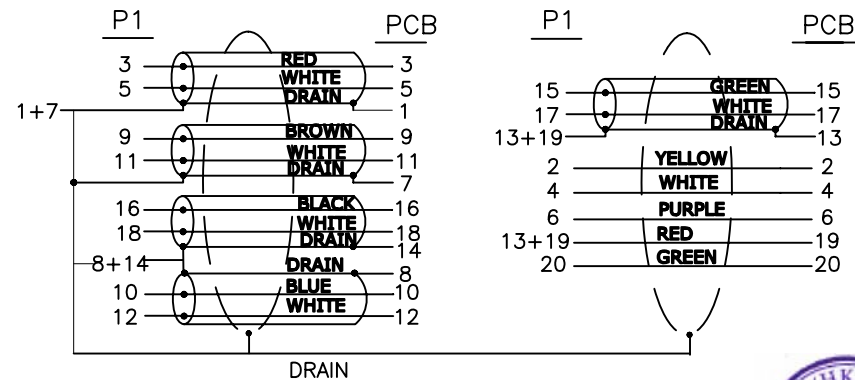 P1 PCB
3 RED 3
5 WHITE 5
DRAIN 1
1+7
9 BROWN 9
11 WHITE 11
DRAIN 7
16 BLACK 16
18 WHITE 18
DRAIN 14
8+14 DRAIN 8
10 BLUE 10
12 WHITE 12
DRAIN
P1 PCB
15 GREEN 15
17 WHITE 17
13+19 DRAIN 13
2 YELLOW 2
4 WHITE 4
6 PURPLE 6
13+19 RED 19
20 GREEN 20